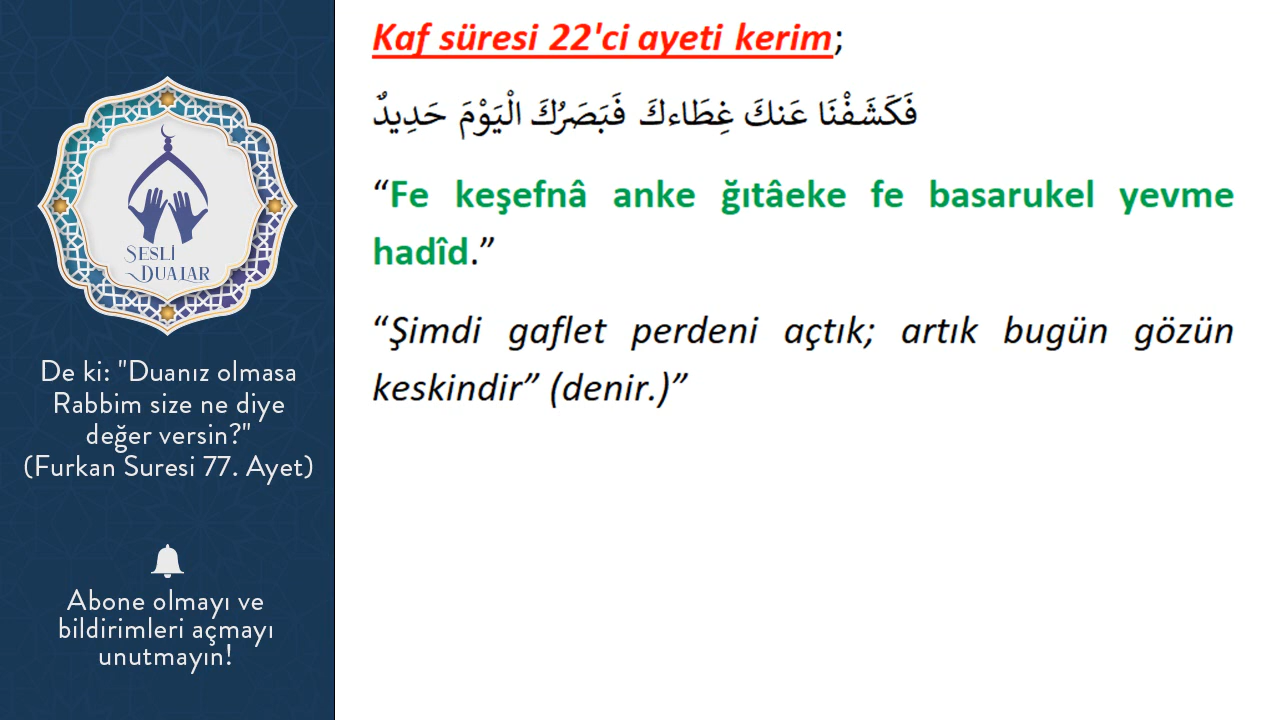 SESLİ
DUALAR
De ki: "Duanız olmasa
Rabbim size ne diye
değer versin?"
(Furkan Suresi 77. Ayet)
Abone olmayı ve
bildirimleri açmayı
unutmayın!
Kaf süresi 22'ci ayeti kerim;
فَكَشَفْنَا عَنكَ غِطَاءكَ فَبَصَرُكَ الْيَوْمَ حَدِيدٌ
“Fe keşefnâ anke ğıtâeke fe basarukel yevme
hadîd.”
“Şimdi gaflet perdeni açtık; artık bugün gözün
keskindir” (denir.)”